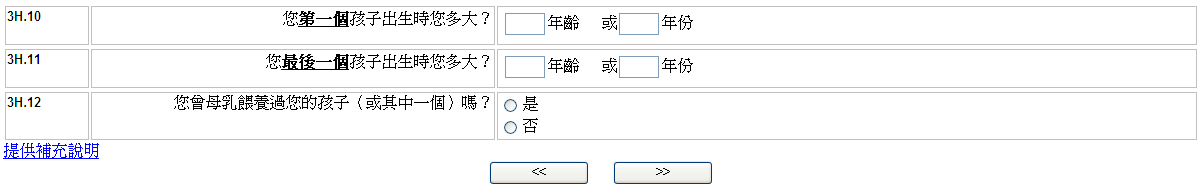 3H.10 您第一個孩子出生時您多大？ 年齡 或 年份
3H.11 您最後一個孩子出生時您多大？ 年齡 或 年份
3H.12 您曾母乳餵養過您的孩子（或其中一個）嗎？ 是
否
提供補充說明
<< >>